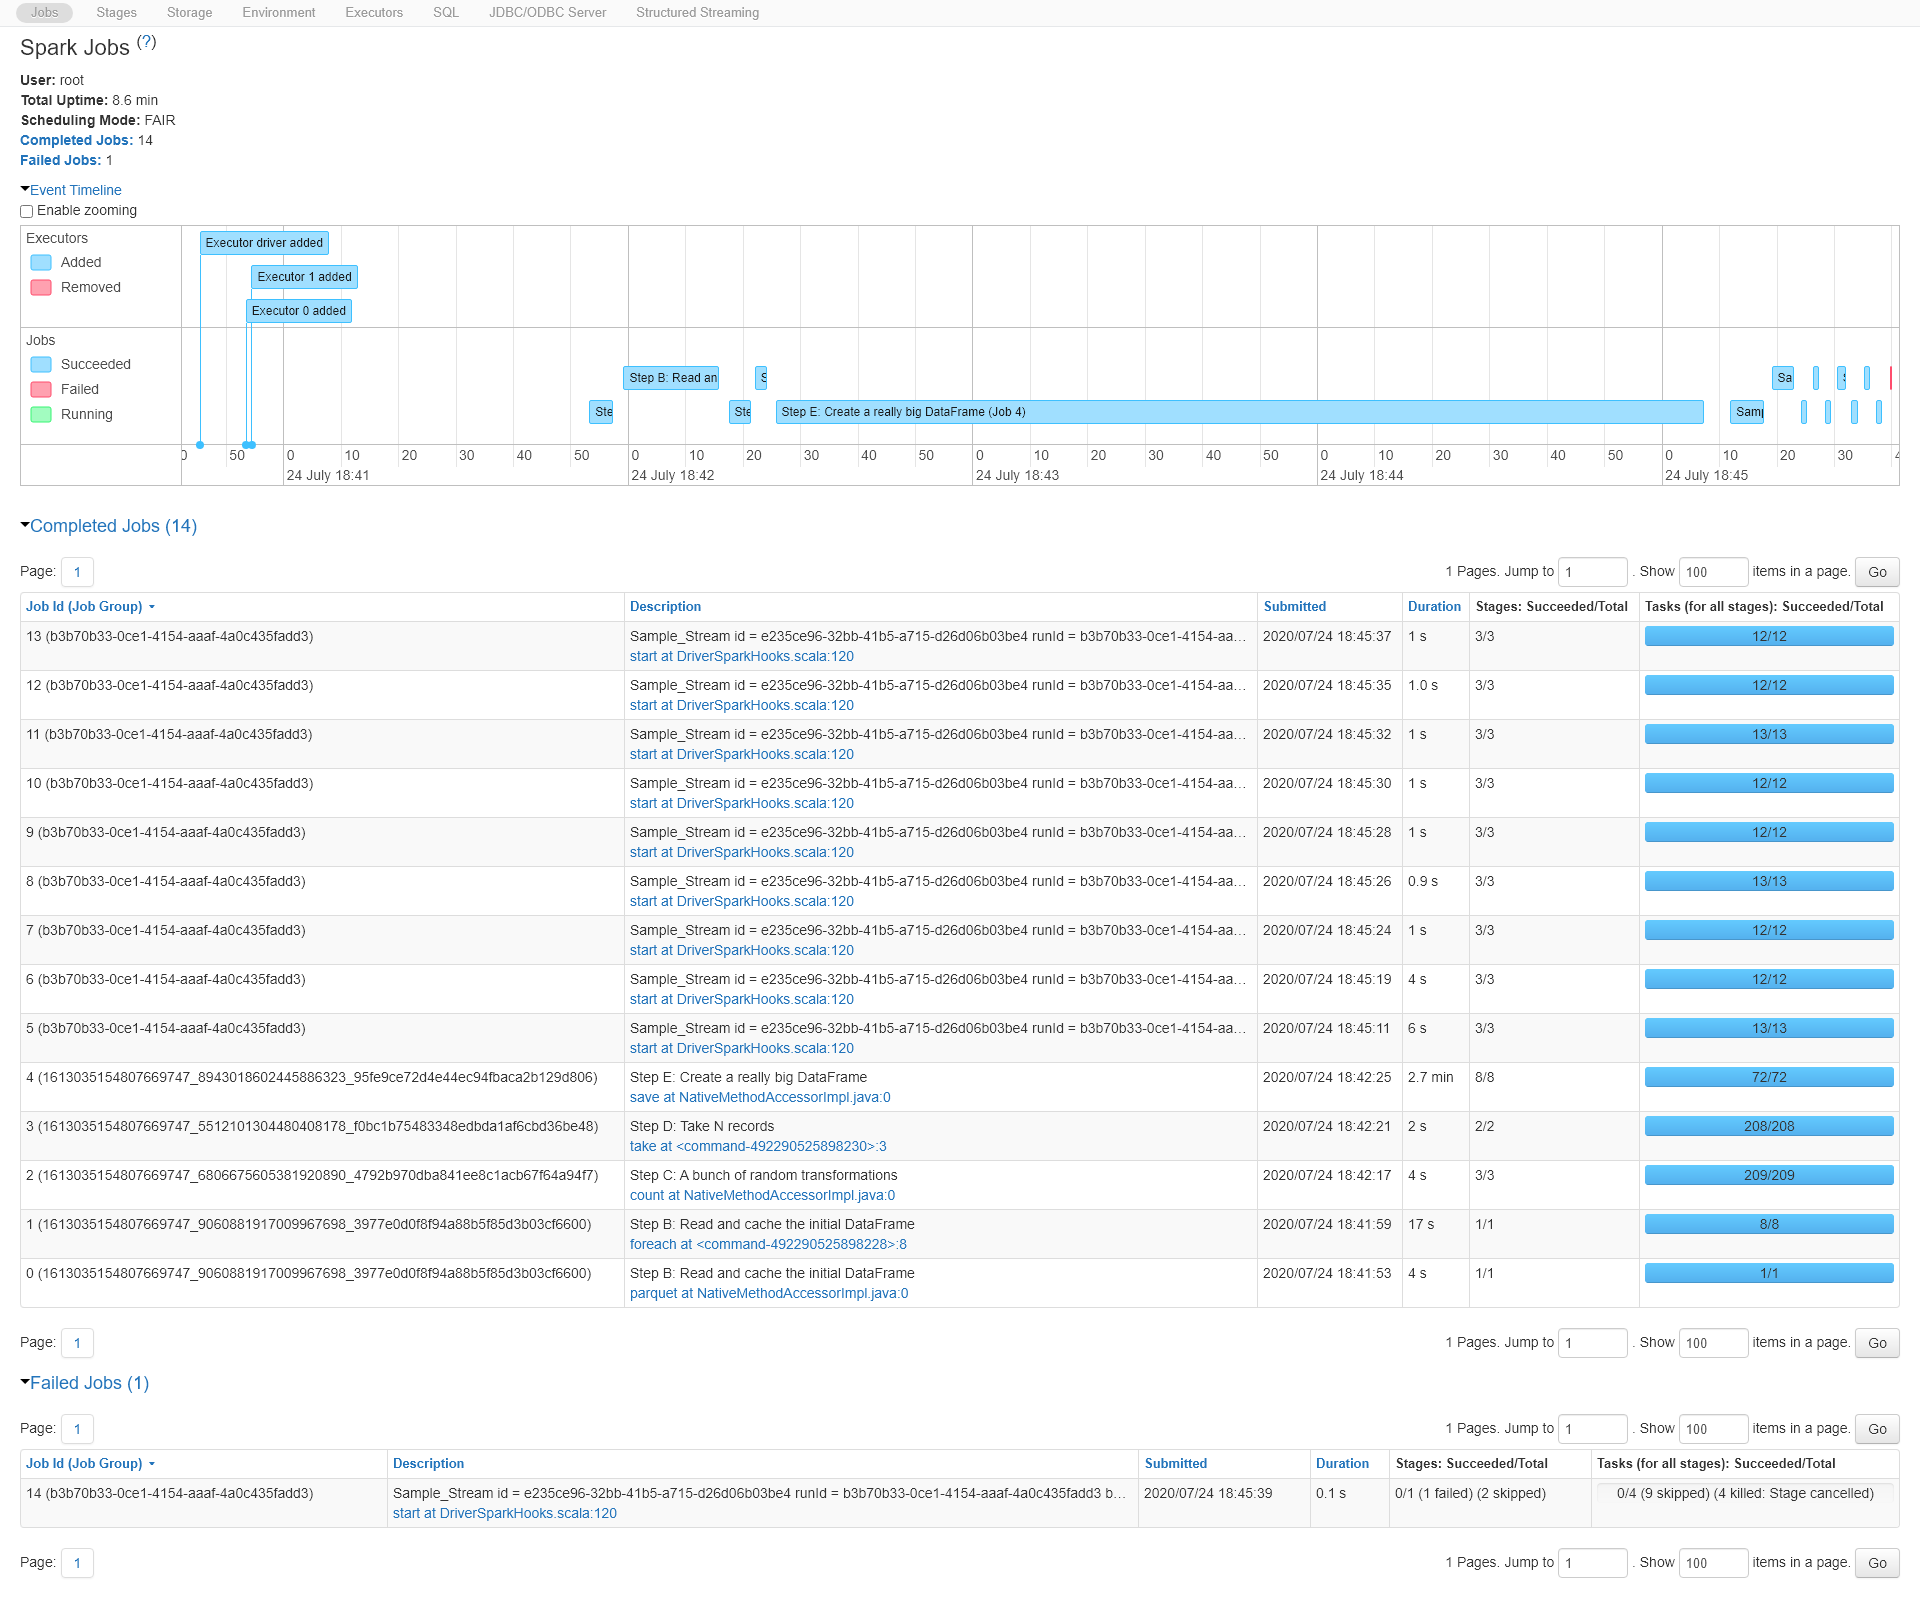 Jobs Stages Storage Environment Executors SQL JDBC/ODBC Server Structured Streaming
Spark Jobs (?)
User: root
Total Uptime: 8.6 min
Scheduling Mode: FAIR
Completed Jobs: 14
Failed Jobs: 1
Event Timeline
Enable zooming
Executors
Added
Removed
Executor driver added
Executor 1 added
Executor 0 added
Jobs
Succeeded
Failed
Running
Step B: Read an
Sa
Ste
Ste
Step E: Create a really big DataFrame (Job 4)
Samp
50 0 10 20 30 40 50 0 10 20 30 40 50 0 10 20 30 40 50 0 10 20 30 40 50 0 10 20 30
24 July 18:41 24 July 18:42 24 July 18:43 24 July 18:44 24 July 18:45
Completed Jobs (14)
Page: 1 1 Pages. Jump to 1 . Show 100 items in a page. Go
Job Id (Job Group) Description Submitted Duration Stages: Succeeded/Total Tasks (for all stages): Succeeded/Total
13 (b3b70b33-0ce1-4154-aaaf-4a0c435fadd3) Sample_Stream id = e235ce96-32bb-41b5-a715-d26d06b03be4 runId = b3b70b33-0ce1-4154-aa... 2020/07/24 18:45:37 1 s 3/3 12/12
start at DriverSparkHooks.scala:120
12 (b3b70b33-0ce1-4154-aaaf-4a0c435fadd3) Sample_Stream id = e235ce96-32bb-41b5-a715-d26d06b03be4 runId = b3b70b33-0ce1-4154-aa... 2020/07/24 18:45:35 1.0 s 3/3 12/12
start at DriverSparkHooks.scala:120
11 (b3b70b33-0ce1-4154-aaaf-4a0c435fadd3) Sample_Stream id = e235ce96-32bb-41b5-a715-d26d06b03be4 runId = b3b70b33-0ce1-4154-aa... 2020/07/24 18:45:32 1 s 3/3 13/13
start at DriverSparkHooks.scala:120
10 (b3b70b33-0ce1-4154-aaaf-4a0c435fadd3) Sample_Stream id = e235ce96-32bb-41b5-a715-d26d06b03be4 runId = b3b70b33-0ce1-4154-aa... 2020/07/24 18:45:30 1 s 3/3 12/12
start at DriverSparkHooks.scala:120
9 (b3b70b33-0ce1-4154-aaaf-4a0c435fadd3) Sample_Stream id = e235ce96-32bb-41b5-a715-d26d06b03be4 runId = b3b70b33-0ce1-4154-aa... 2020/07/24 18:45:28 1 s 3/3 12/12
start at DriverSparkHooks.scala:120
8 (b3b70b33-0ce1-4154-aaaf-4a0c435fadd3) Sample_Stream id = e235ce96-32bb-41b5-a715-d26d06b03be4 runId = b3b70b33-0ce1-4154-aa... 2020/07/24 18:45:26 0.9 s 3/3 13/13
start at DriverSparkHooks.scala:120
7 (b3b70b33-0ce1-4154-aaaf-4a0c435fadd3) Sample_Stream id = e235ce96-32bb-41b5-a715-d26d06b03be4 runId = b3b70b33-0ce1-4154-aa... 2020/07/24 18:45:24 1 s 3/3 12/12
start at DriverSparkHooks.scala:120
6 (b3b70b33-0ce1-4154-aaaf-4a0c435fadd3) Sample_Stream id = e235ce96-32bb-41b5-a715-d26d06b03be4 runId = b3b70b33-0ce1-4154-aa... 2020/07/24 18:45:19 4 s 3/3 12/12
start at DriverSparkHooks.scala:120
5 (b3b70b33-0ce1-4154-aaaf-4a0c435fadd3) Sample_Stream id = e235ce96-32bb-41b5-a715-d26d06b03be4 runId = b3b70b33-0ce1-4154-aa... 2020/07/24 18:45:11 6 s 3/3 13/13
start at DriverSparkHooks.scala:120
4 (1613035154807669747_8943018602445886323_95fe9ce72d4e44ec94fbaca2b129d806) Step E: Create a really big DataFrame 2020/07/24 18:42:25 2.7 min 8/8 72/72
save at NativeMethodAccessorImpl.java:0
3 (1613035154807669747_5512101304480408178_f0bc1b75483348edbda1af6cbd36be48) Step D: Take N records 2020/07/24 18:42:21 2 s 2/2 208/208
take at <command-492290525898230>:3
2 (1613035154807669747_6806675605381920890_4792b970dba841ee8c1acb67f64a94f7) Step C: A bunch of random transformations 2020/07/24 18:42:17 4 s 3/3 209/209
count at NativeMethodAccessorImpl.java:0
1 (1613035154807669747_9060881917009967698_3977e0d0f8f94a88b5f85d3b03cf6600) Step B: Read and cache the initial DataFrame 2020/07/24 18:41:59 17 s 1/1 8/8
foreach at <command-492290525898228>:8
0 (1613035154807669747_9060881917009967698_3977e0d0f8f94a88b5f85d3b03cf6600) Step B: Read and cache the initial DataFrame 2020/07/24 18:41:53 4 s 1/1 1/1
parquet at NativeMethodAccessorImpl.java:0
Page: 1 1 Pages. Jump to 1 . Show 100 items in a page. Go
Failed Jobs (1)
Page: 1 1 Pages. Jump to 1 . Show 100 items in a page. Go
Job Id (Job Group) Description Submitted Duration Stages: Succeeded/Total Tasks (for all stages): Succeeded/Total
14 (b3b70b33-0ce1-4154-aaaf-4a0c435fadd3) Sample_Stream id = e235ce96-32bb-41b5-a715-d26d06b03be4 runId = b3b70b33-0ce1-4154-aaaf-4a0c435fadd3 b... 2020/07/24 18:45:39 0.1 s 0/1 (1 failed) (2 skipped) 0/4 (9 skipped) (4 killed: Stage cancelled)
start at DriverSparkHooks.scala:120
Page: 1 1 Pages. Jump to 1 . Show 100 items in a page. Go